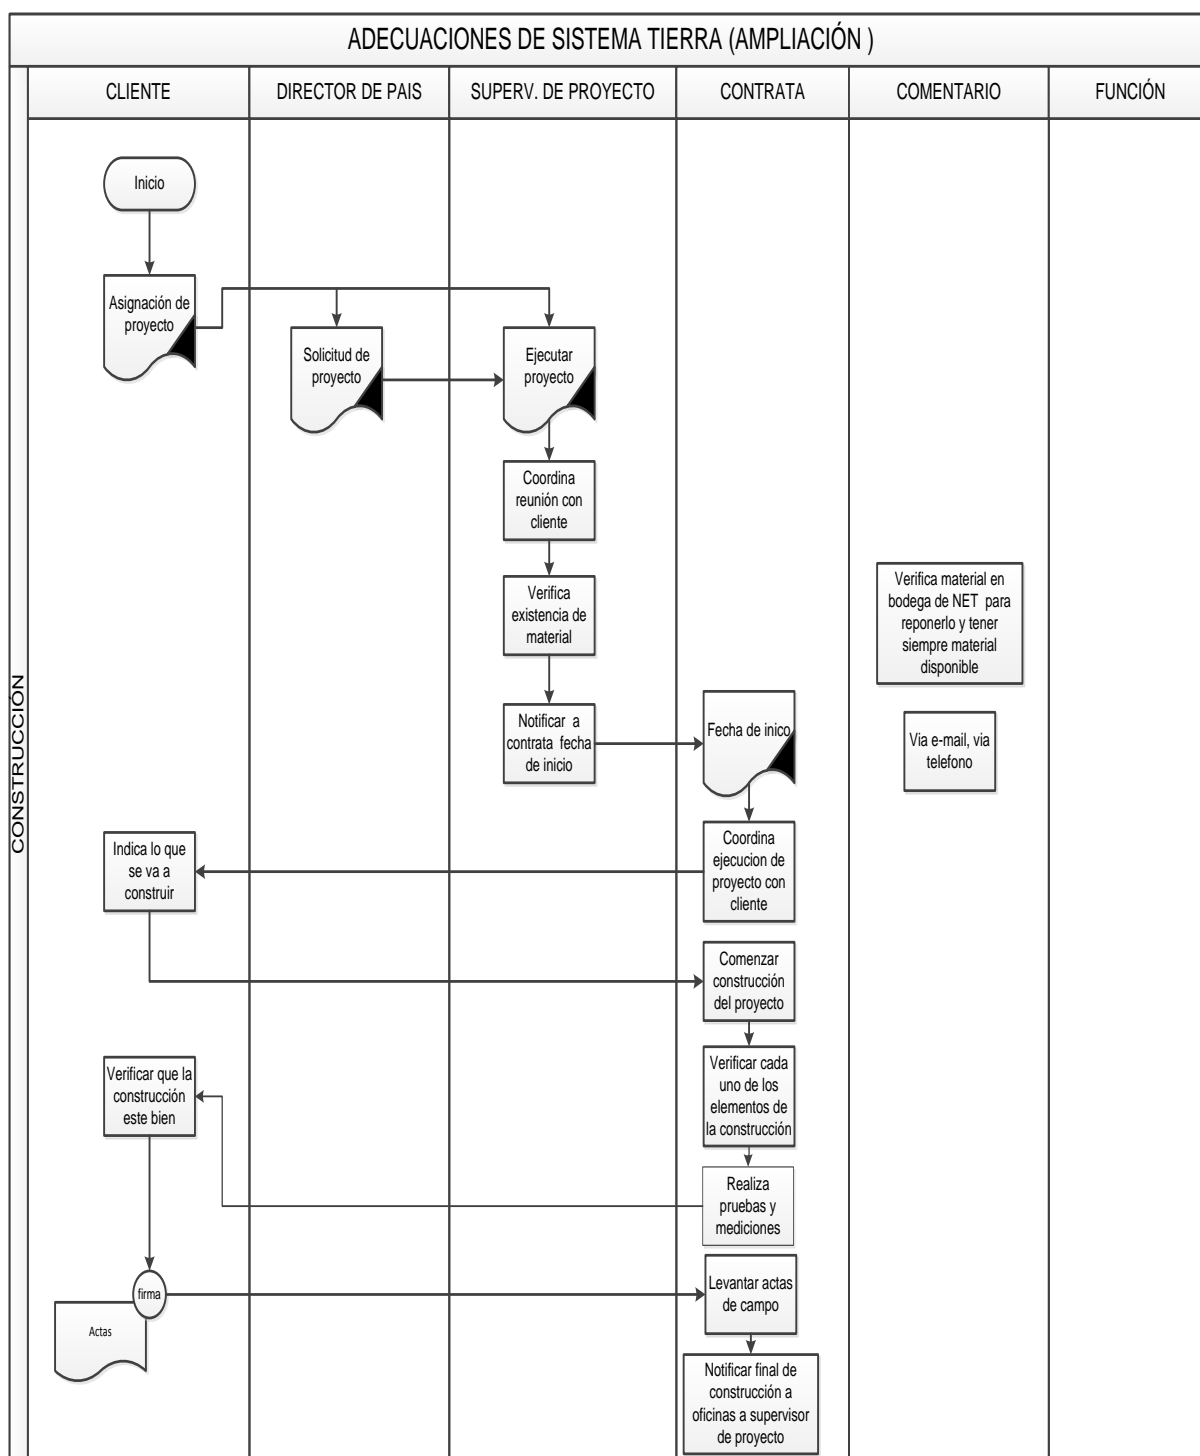 ADECUACIONES DE SISTEMA TIERRA (AMPLIACIÓN )
CLIENTE
DIRECTOR DE PAIS
SUPERV. DE PROYECTO
CONTRATA
COMENTARIO
FUNCIÓN
CONSTRUCCIÓN
Inicio
Asignación de
proyecto
Solicitud de
proyecto
Ejecutar
proyecto
Coordina
reunión con
cliente
Verifica
existencia de
material
Verifica material en
bodega de NET para
reponerlo y tener
siempre material
disponible
Notificar a
contrata fecha
de inicio
Fecha de inico
Via e-mail, via
telefono
Coordina
ejecucion de
proyecto con
cliente
Indica lo que
se va a
construir
Comenzar
construcción
del proyecto
Verificar cada
uno de los
elementos de
la construcción
Verificar que la
construcción
este bien
Realiza
pruebas y
mediciones
firma
Actas
Levantar actas
de campo
Notificar final de
construcción a
oficinas a supervisor
de proyecto